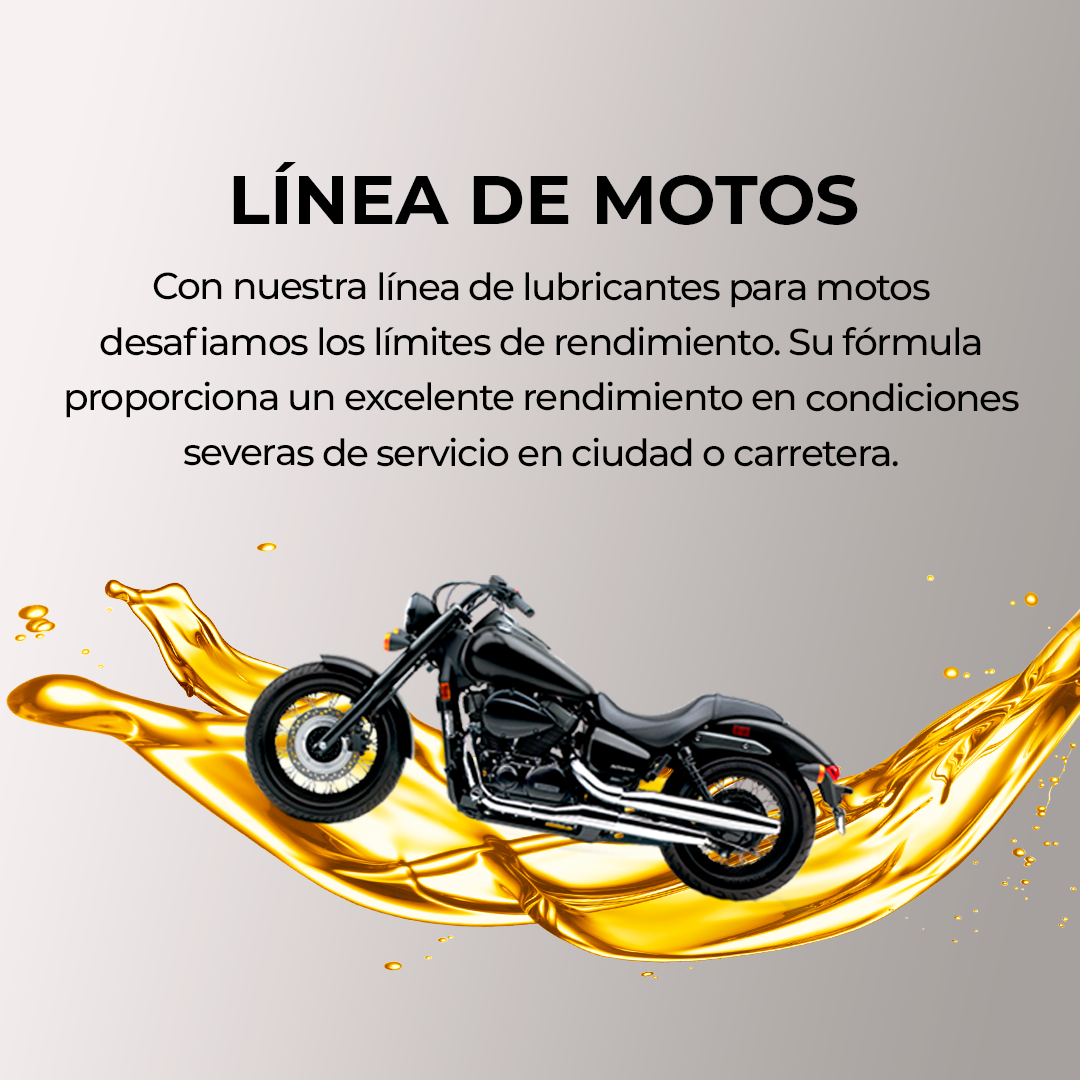 LÍNEA DE MOTOS
Con nuestra línea de lubricantes para motos
desafiamos los límites de rendimiento. Su fórmula
proporciona un excelente rendimiento en condiciones
severas de servicio en ciudad o carretera.